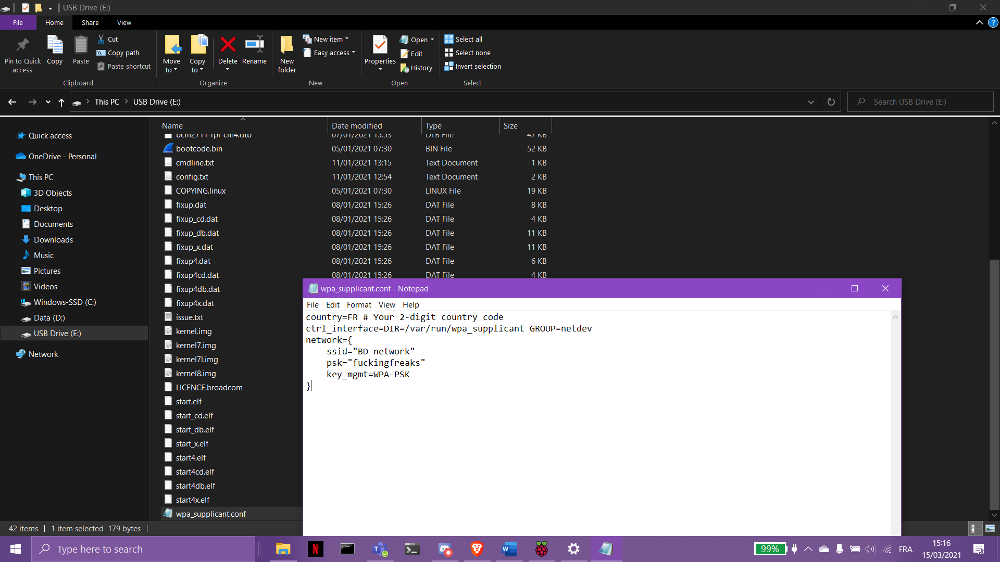 USB Drive (E:)
File Home Share View
Pin to Quick access
Copy
Paste
Cut
Copy path
Paste shortcut
Clipboard
Move to
Copy to
Delete
Rename
Organize
New folder
New item
Easy access
New
Properties
Open
Edit
History
Open
Select all
Select none
Invert selection
Select
This PC USB Drive (E:)
Search USB Drive (E:)
Quick access
OneDrive - Personal
This PC
3D Objects
Desktop
Documents
Downloads
Music
Pictures
Videos
Windows-SSD (C:)
Data (D:)
USB Drive (E:)
Network
Name Date modified Type Size
bcm2711-rpi-cm4.dtb 07/01/2021 15:53 DTB File 47 KB
bootcode.bin 05/01/2021 07:30 BIN File 52 KB
cmdline.txt 11/01/2021 13:15 Text Document 1 KB
config.txt 11/01/2021 12:54 Text Document 2 KB
COPYING.linux 05/01/2021 07:30 LINUX File 19 KB
fixup.dat 08/01/2021 15:26 DAT File 8 KB
fixup_cd.dat 08/01/2021 15:26 DAT File 4 KB
fixup_db.dat 08/01/2021 15:26 DAT File 11 KB
fixup_x.dat 08/01/2021 15:26 DAT File 11 KB
fixup4.dat 08/01/2021 15:26 DAT File 6 KB
fixup4cd.dat 08/01/2021 15:26 DAT File 4 KB
fixup4db.dat
fixup4x.dat
issue.txt
kernel.img
kernel7.img
kernel7l.img
kernel8.img
LICENCE.broadcom
start.elf
start_cd.elf
start_db.elf
start_x.elf
start4.elf
start4cd.elf
start4db.elf
start4x.elf
wpa_supplicant.conf
wpa_supplicant.conf - Notepad
File Edit Format View Help
country=FR # Your 2-digit country code
ctrl_interface=DIR=/var/run/wpa_supplicant GROUP=netdev
network={
ssid="BD network"
psk="fuckingfreaks"
key_mgmt=WPA-PSK
}
42 items 1 item selected 179 bytes
Type here to search
N
99%
FRA
15:16
15/03/2021